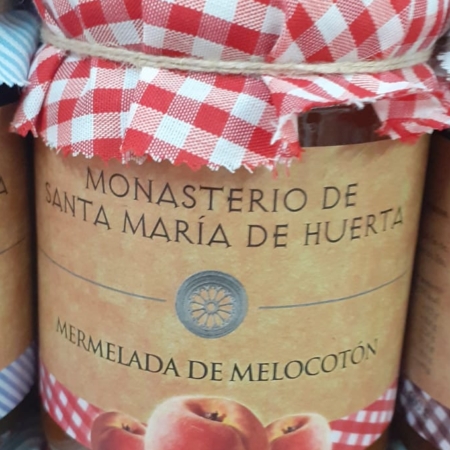 MONASTERIO DE
SANTA MARÍA DE HUERTA
MERMELADA DE MELOCOTÓN